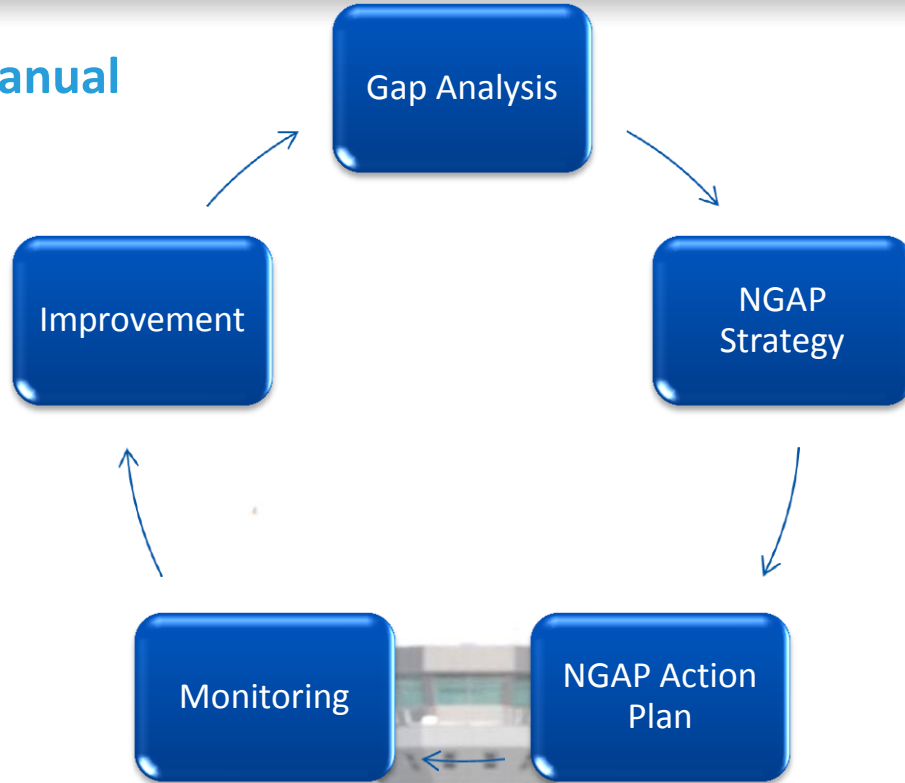 anual
Gap Analysis
NGAP
Strategy
NGAP Action
Plan
Monitoring
Improvement